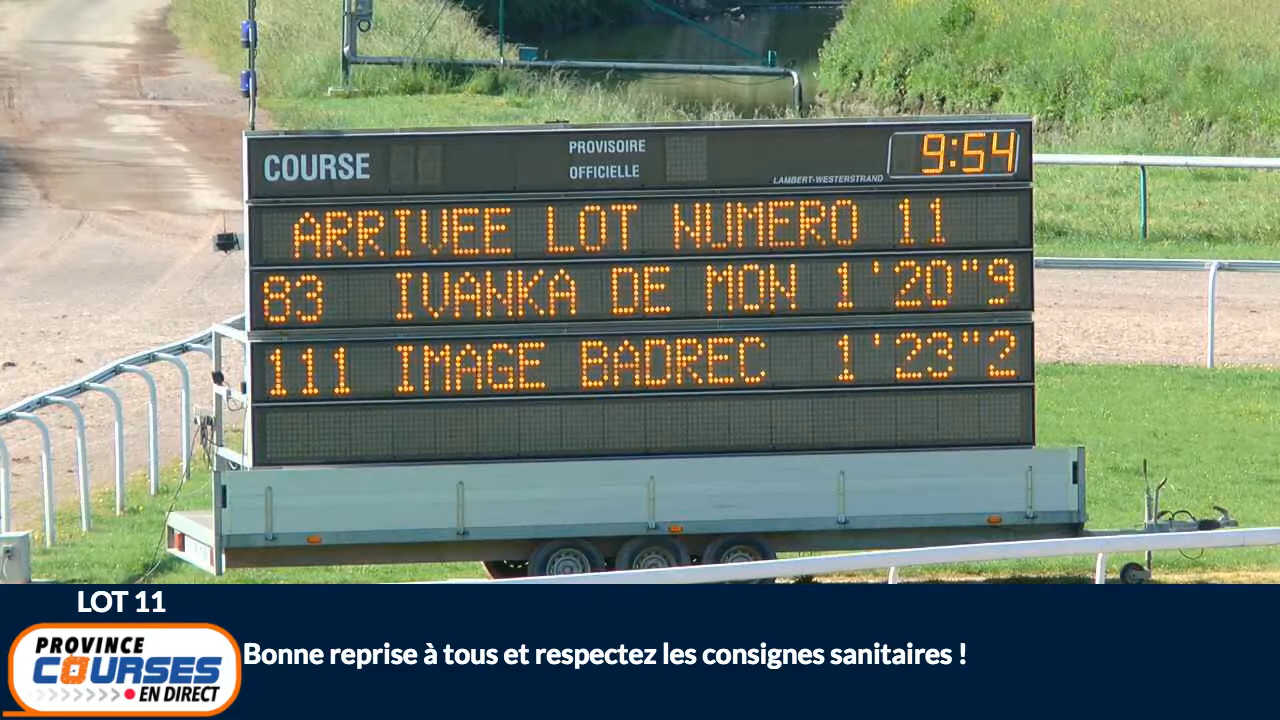 COURSE
PROVISOIRE
OFFICIELLE
LAMBERT-WESTERSTRAND
9:54
ARRIVEE LOT NUMERO 11
83 IVANKA DE MON 1'20"9
111 IMAGE BADREC 1'23"2
LOT 11
PROVINCE
COURSES
EN DIRECT
Bonne reprise à tous et respectez les consignes sanitaires !